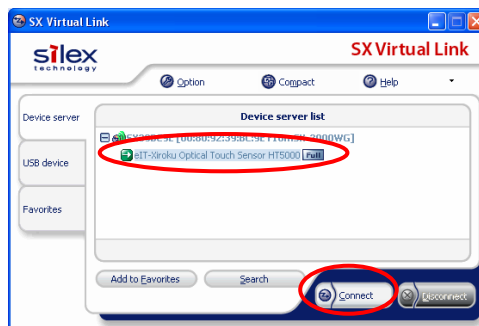 SX Virtual Link
silex
technology
SX Virtual Link
Option Compact Help
Device server
USB device
Favorites
Device server list
eIT-Xiroku Optical Touch Sensor HT5000 Full
Add to Favorites Search
Connect Disconnect